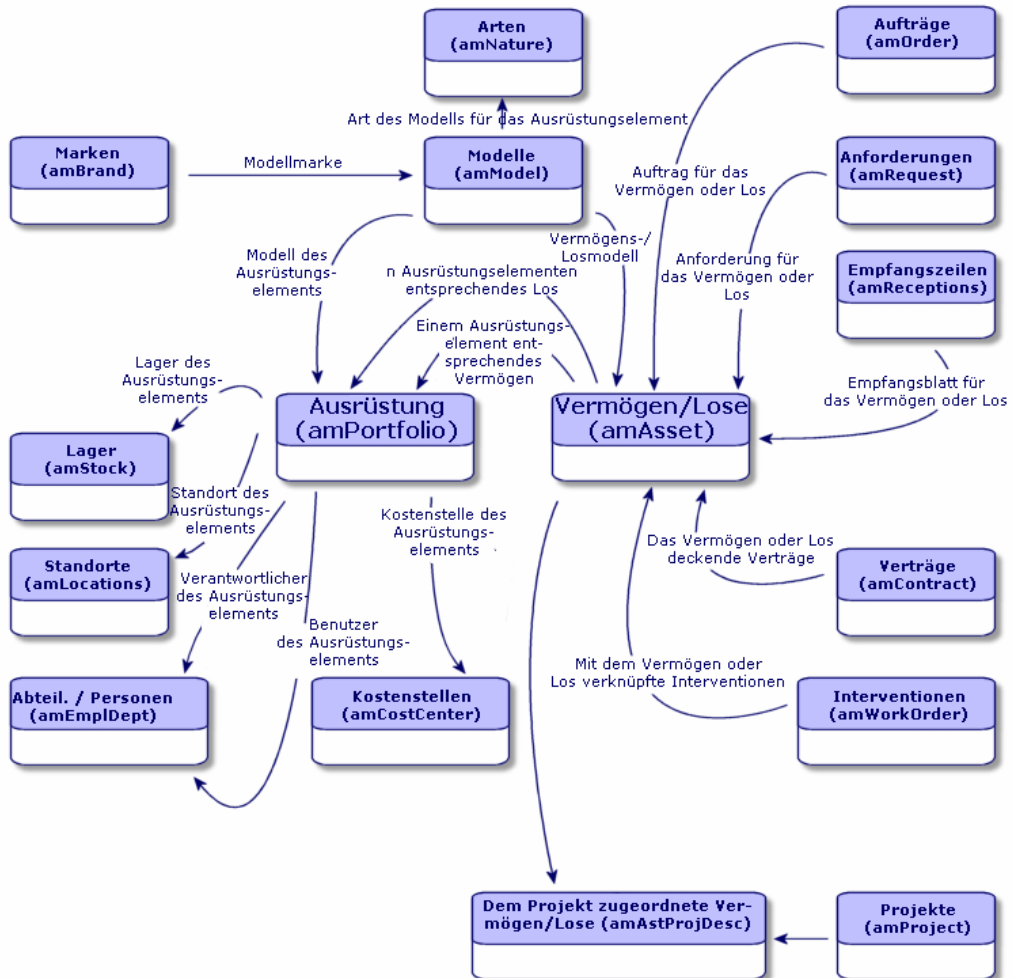 Arten
(amNature)
Aufträge
(amOrder)
Art des Modells für das Ausrüstungselement
Marken
(amBrand)
Modellmarke
Modelle
(amModel)
Auftrag für das
Vermögen oder Los
Anforderungen
(amRequest)
Modell des
Ausrüstungs-
elements
Vermögens-/
Losmodell
n Ausrüstungselementen
entsprechendes Los
Anforderung für
das Vermögen oder
Los
Empfangszeilen
(amReceptions)
Einem Ausrüstungs-
element ent-
sprechendes
Vermögen
Lager des
Ausrüstungs-
elements
Empfangsblatt für
das Vermögen oder Los
Ausrüstung
(amPortfolio)
Vermögen/Lose
(amAsset)
Lager
(amStock)
Standort des
Ausrüstungs-
elements
Kostenstelle des
Ausrüstungs-
elements
Das Vermögen oder Los
deckende Verträge
Standorte
(amLocations)
Verträge
(amContract)
Verantwortlicher
des Ausrüstungs-
elements
Benutzer
des Ausrüstungs-
elements
Mit dem Vermögen oder
Los verknüpfte Interventionen
Abteil. / Personen
(amEmplDept)
Kostenstellen
(amCostCenter)
Interventionen
(amWorkOrder)
Dem Projekt zugeordnete Ver-
mögen/Lose (amAstProjDesc)
Projekte
(amProject)